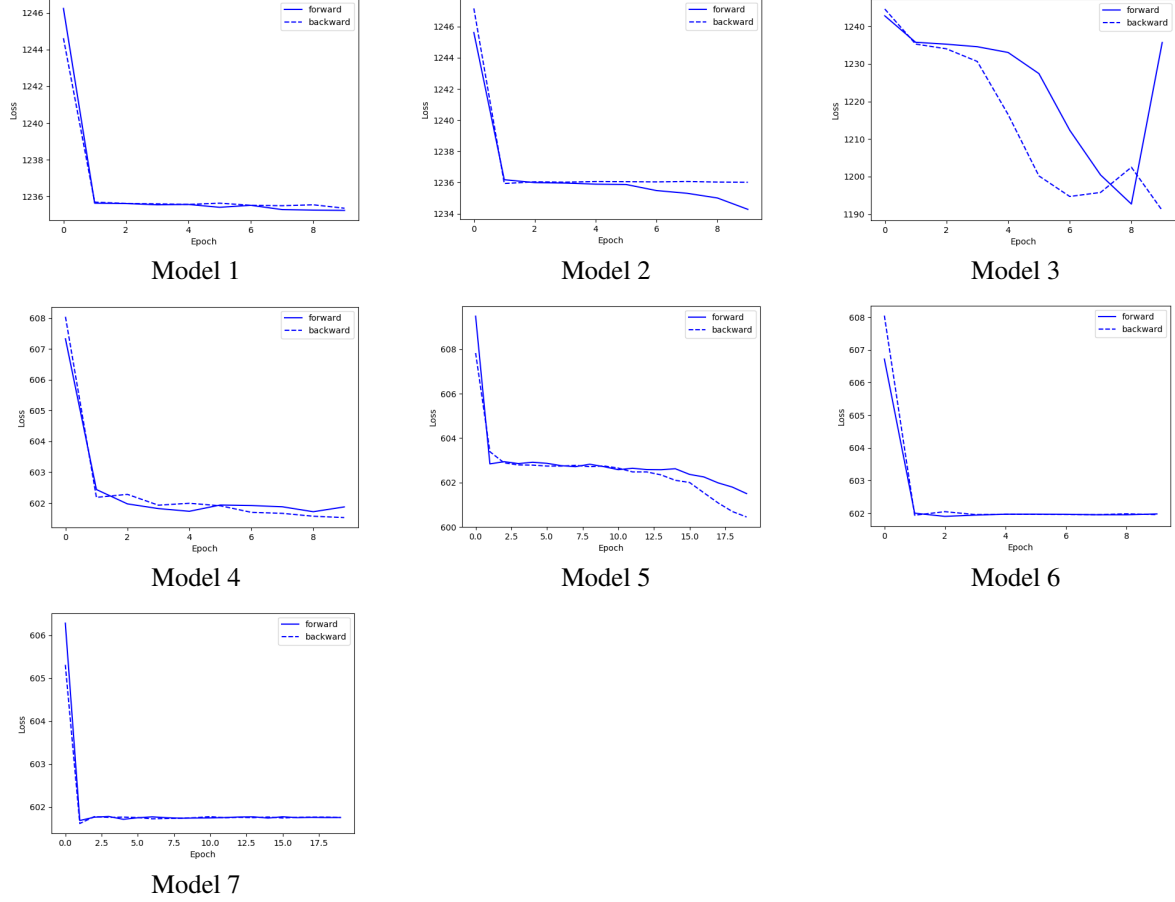 1246
1244
1242
1240
1238
1236
Loss
0 2 4 6 8
Epoch
forward
backward
Model 1
1246
1244
1242
1240
1238
1236
1234
Loss
0 2 4 6 8
Epoch
forward
backward
Model 2
1240
1230
1220
1210
1200
1190
Loss
0 2 4 6 8
Epoch
forward
backward
Model 3
608
607
606
605
604
603
602
Loss
0 2 4 6 8
Epoch
forward
backward
Model 4
608
606
604
602
600
Loss
0.0 2.5 5.0 7.5 10.0 12.5 15.0 17.5
Epoch
forward
backward
Model 5
608
607
606
605
604
603
602
Loss
0 2 4 6 8
Epoch
forward
backward
Model 6
606
605
604
603
602
Loss
0.0 2.5 5.0 7.5 10.0 12.5 15.0 17.5
Epoch
forward
backward
Model 7